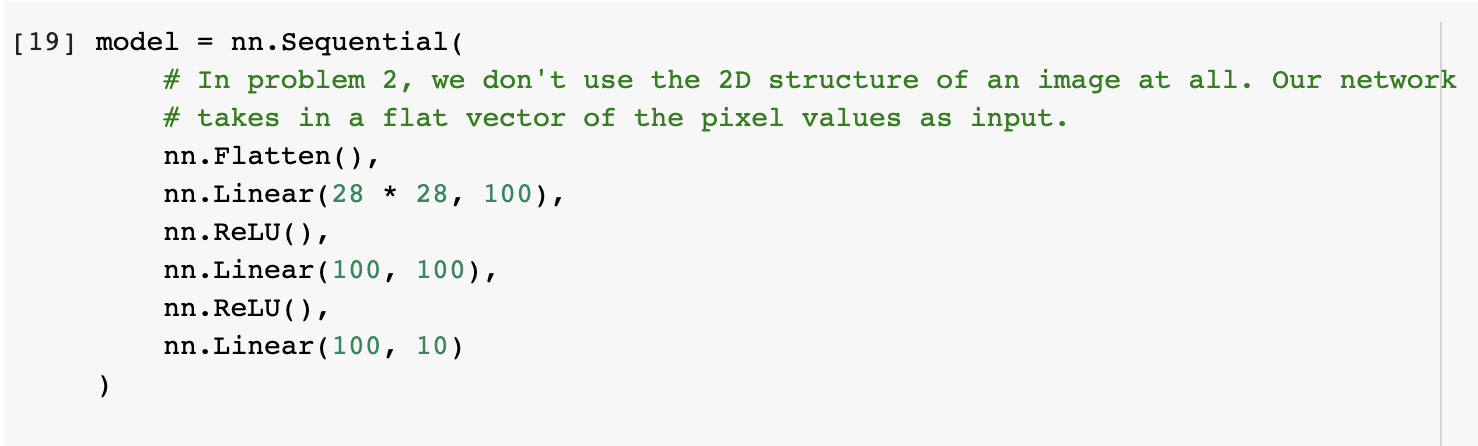 [19] model = nn.Sequential(
# In problem 2, we don't use the 2D structure of an image at all. Our network
# takes in a flat vector of the pixel values as input.
nn.Flatten(),
nn.Linear(28 * 28, 100),
nn.ReLU(),
nn.Linear(100, 100),
nn.ReLU(),
nn.Linear(100, 10)
)